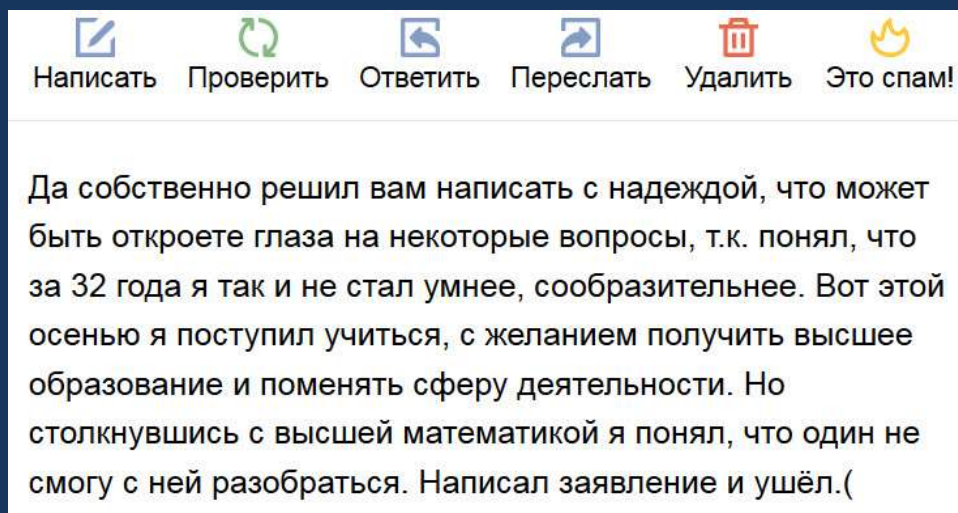 Написать Проверить Ответить Переслать Удалить Это спам!
Да собственно решил вам написать с надеждой, что может
быть откроете глаза на некоторые вопросы, т.к. понял, что
за 32 года я так и не стал умнее, сообразительнее. Вот этой
осенью я поступил учиться, с желанием получить высшее
образование и поменять сферу деятельности. Но
столкнувшись с высшей математикой я понял, что один не
смогу с ней разобраться. Написал заявление и ушёл.(